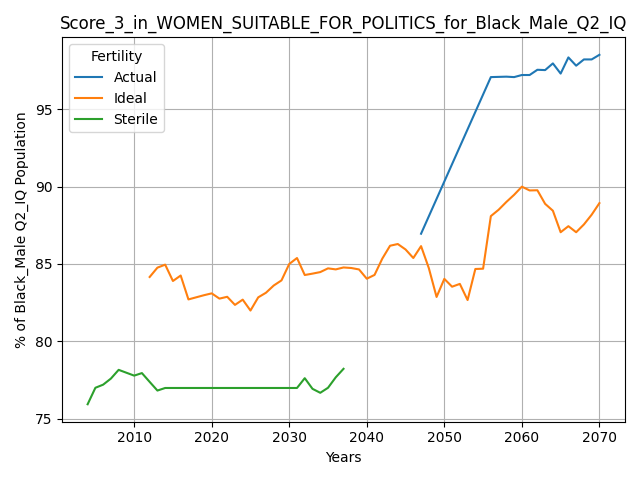 Score_3_in_WOMEN_SUITABLE_FOR_POLITICS_for_Black_Male_Q2_IQ
Fertility
Actual
Ideal
Sterile
% of Black_Male Q2_IQ Population
95
90
85
80
75
2010 2020 2030 2040 2050 2060 2070
Years